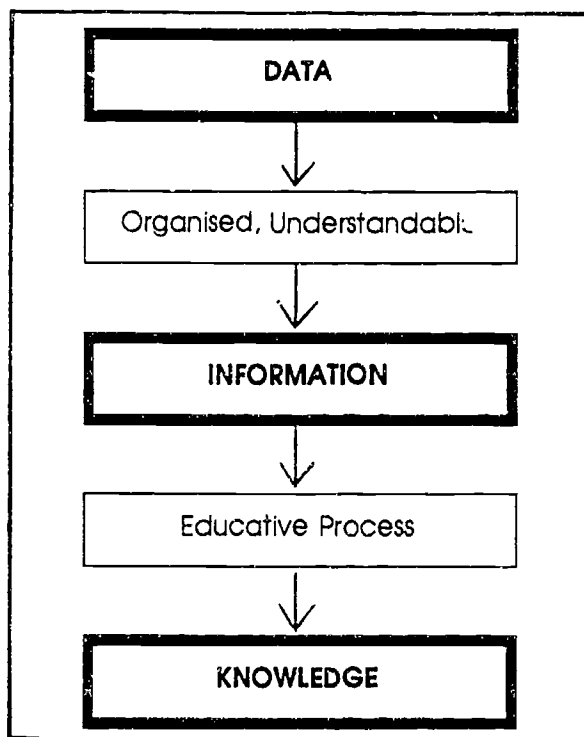 DATA
Organised, Understandable
INFORMATION
Educative Process
KNOWLEDGE